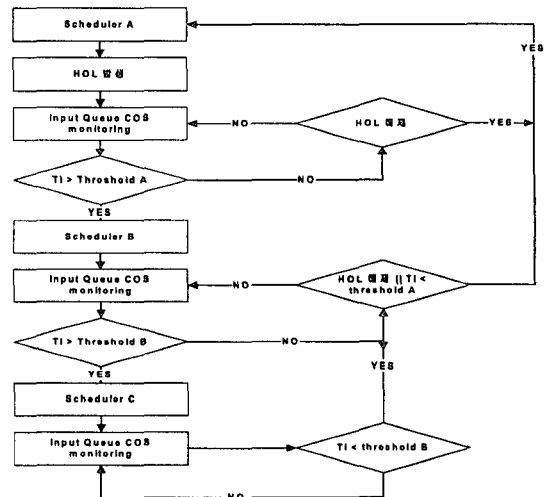 Scheduler A
YES
HOL 발생
Input Queue COS
monitoring
NO
HOL 해제
YES
TI > Threshold A
NO
YES
Scheduler B
Input Queue COS
monitoring
NO
HOL 해제 || TI <
threshold A
TI > Threshold B
NO
YES
YES
Scheduler C
Input Queue COS
monitoring
TI < threshold B
NO